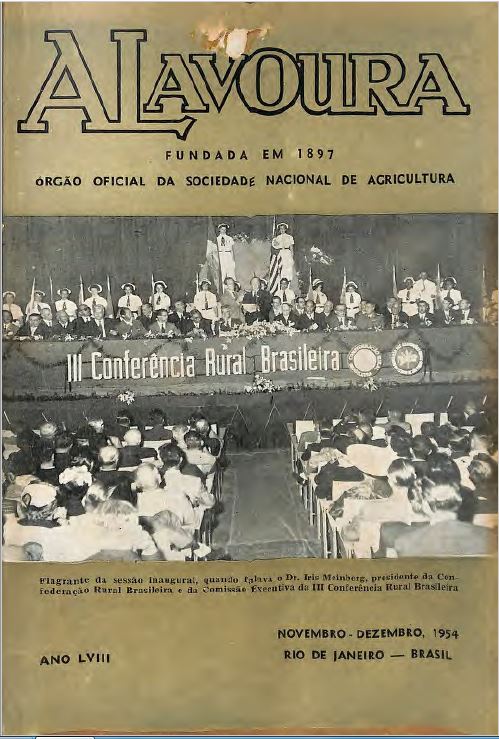 A LAVOURA
FUNDADA EM 1897
ÓRGÃO OFICIAL DA SOCIEDADE NACIONAL DE AGRICULTURA
III Conferência Rural Brasileira
Flagrante da sessão inaugural, quando falava o Dr. Iris Meinberg, presidente da Con-
federação Rural Brasileira e da Comissão Executiva da III Conferência Rural Brasileira
NOVEMBRO - DEZEMBRO, 1954
ANO LVIII
RIO DE JANEIRO — BRASIL